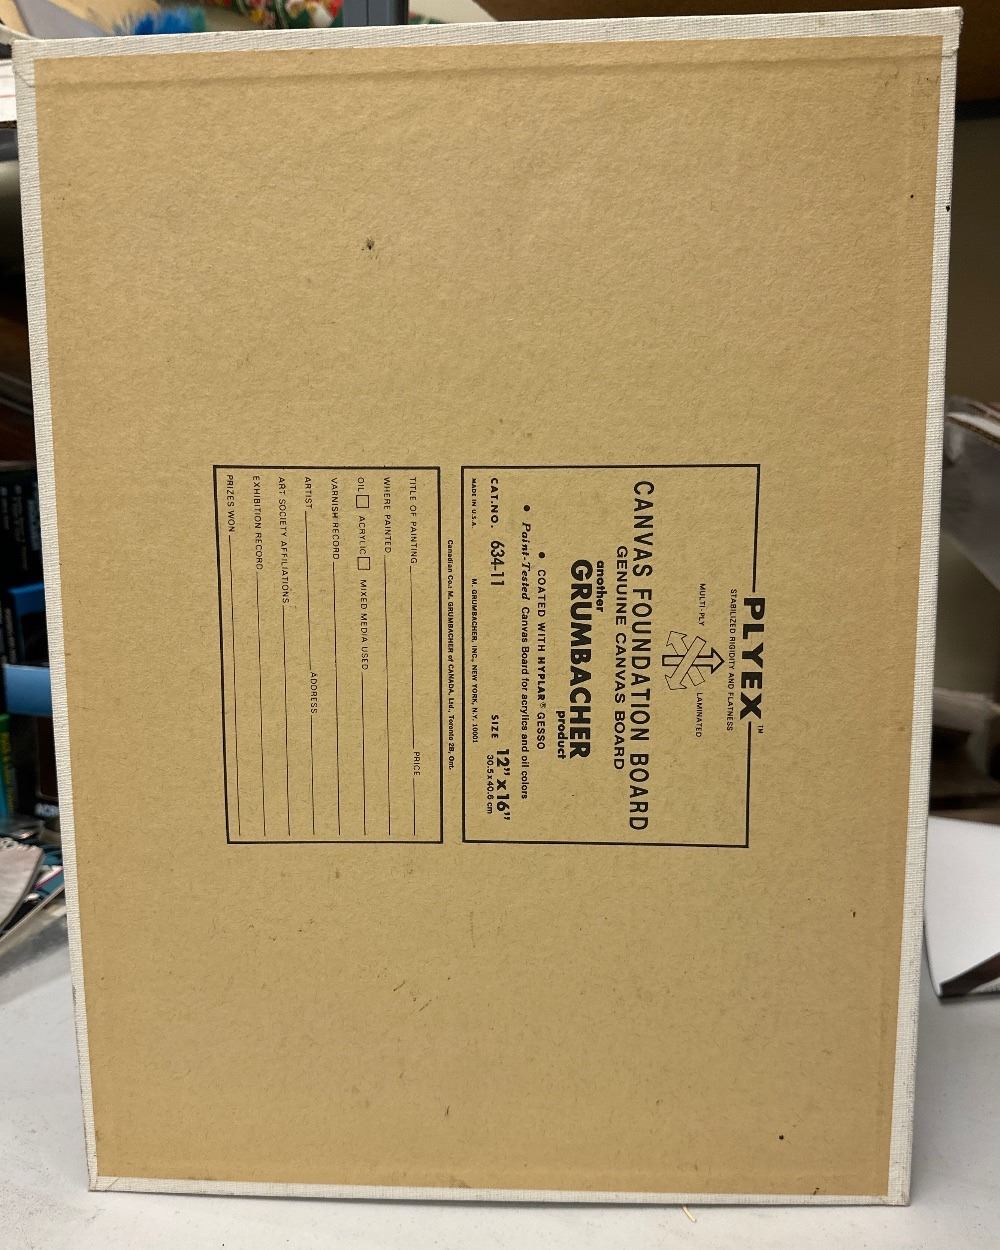 PLYEX™
STABILIZED RIGIDITY AND FLATNESS
MULTI-PLY LAMINATED
CANVAS FOUNDATION BOARD
GENUINE CANVAS BOARD
another
GRUMBACHER
product
• COATED WITH HYPLAR® GESSO
• Paint-Tested Canvas Board for acrylics and oil colors
CAT.NO. 634-11 SIZE 12" x 16"
30.5x40.6 cm
MADE IN U.S.A. M. GRUMBACHER, INC., NEW YORK, N.Y. 10001
Canadian Co.: M. GRUMBACHER of CANADA, Ltd., Toronto 2B, Ont.
TITLE OF PAINTING PRICE
WHERE PAINTED
OIL ☐ ACRYLIC ☐ MIXED MEDIA USED
VARNISH RECORD
ARTIST ADDRESS
ART SOCIETY AFFILIATIONS
EXHIBITION RECORD
PRIZES WON